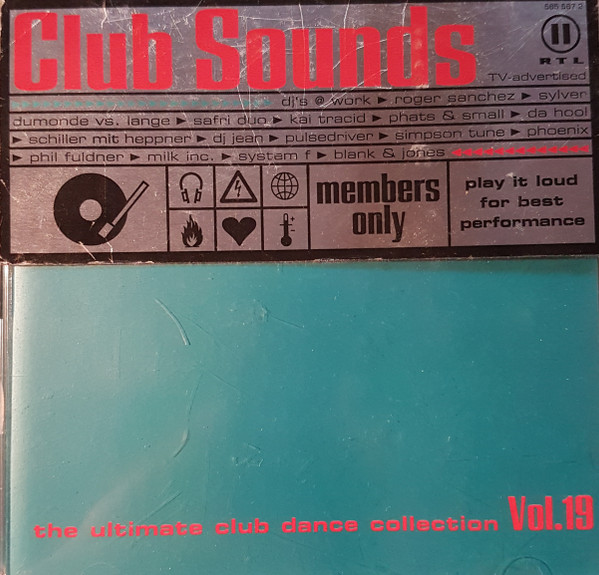 585 587 2
Club Sounds
II
RTL
TV-advertised
dj's @ work ▶ roger sanchez ▶ sylver
dumonde vs. lange ▶ safri duo ▶ kai tracid ▶ phats & small ▶ da hool
▶ schiller mit heppner ▶ dj jean ▶ pulsedriver ▶ simpson tune ▶ phoenix
▶ phil fuldner ▶ milk inc. ▶ system f ▶ blank & jones
members
only
play it loud
for best
performance
the ultimate club dance collection Vol.19